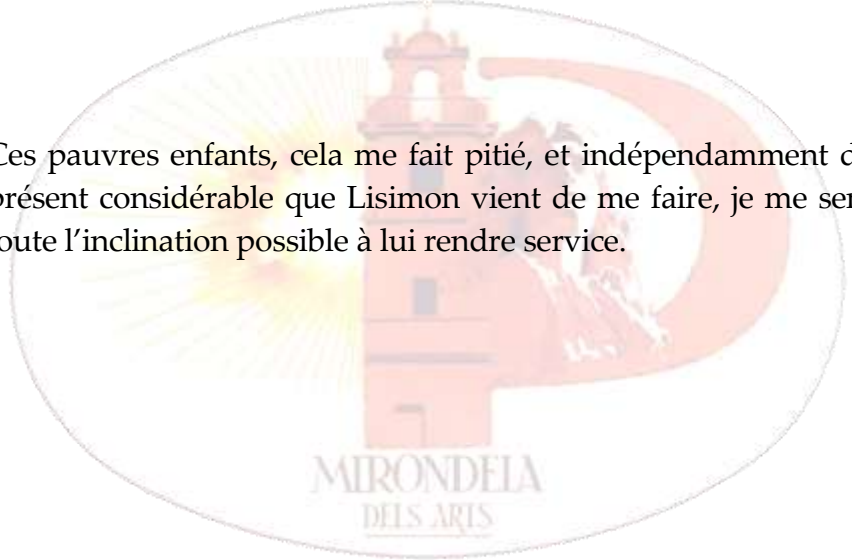 Ces pauvres enfants, cela me fait pitié, et indépendamment d
présent considérable que Lisimon vient de me faire, je me sen
toute l’inclination possible à lui rendre service.
MIRONDELA
DELS ARTS